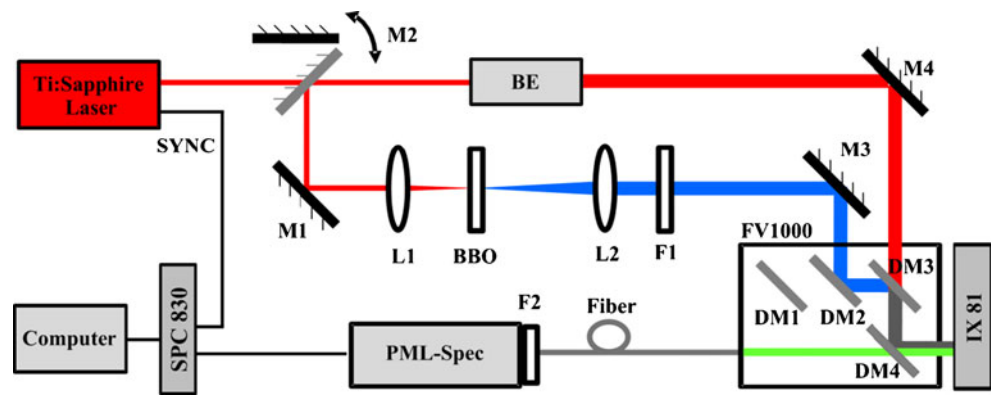 M2
Ti:Sapphire
Laser
BE
M4
SYNC
M3
M1
L1
BBO
L2
F1
FV1000
DM3
SPC 830
F2
Fiber
DM1
DM2
IX 81
Computer
PML-Spec
DM4